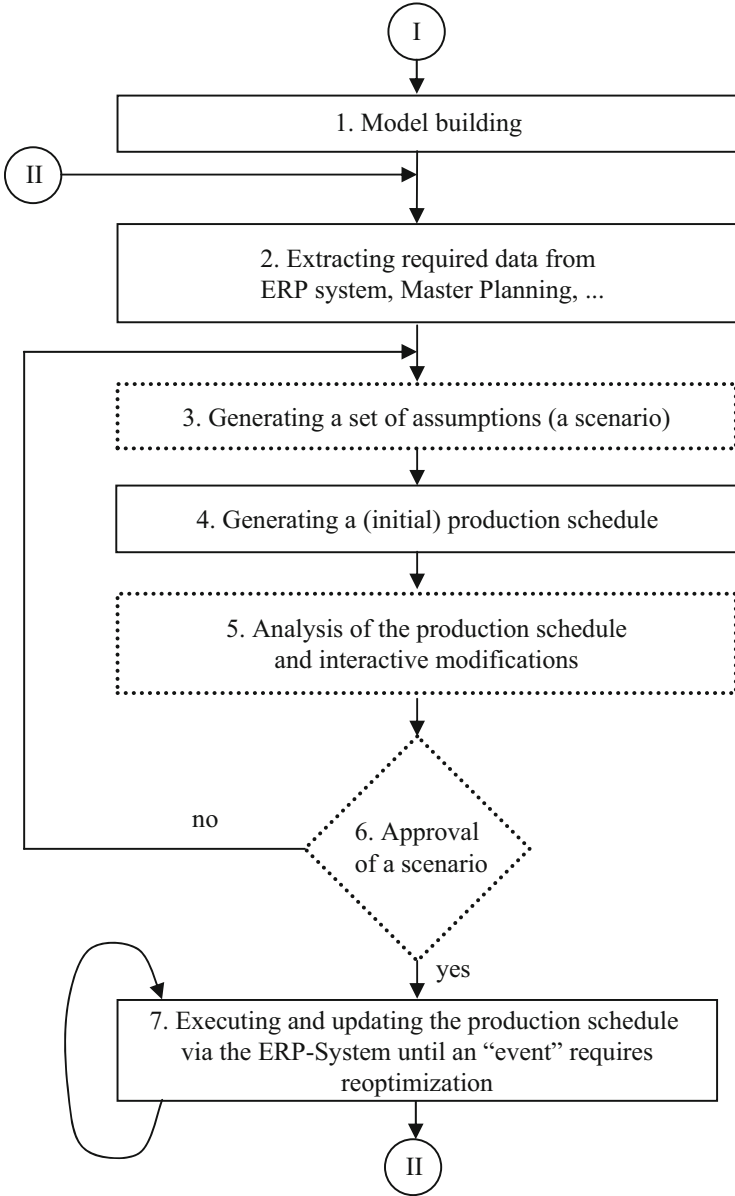 I
1. Model building
II
2. Extracting required data from
ERP system, Master Planning, ...
3. Generating a set of assumptions (a scenario)
4. Generating a (initial) production schedule
5. Analysis of the production schedule
and interactive modifications
no
6. Approval
of a scenario
yes
7. Executing and updating the production schedule
via the ERP-System until an “event” requires
reoptimization
II